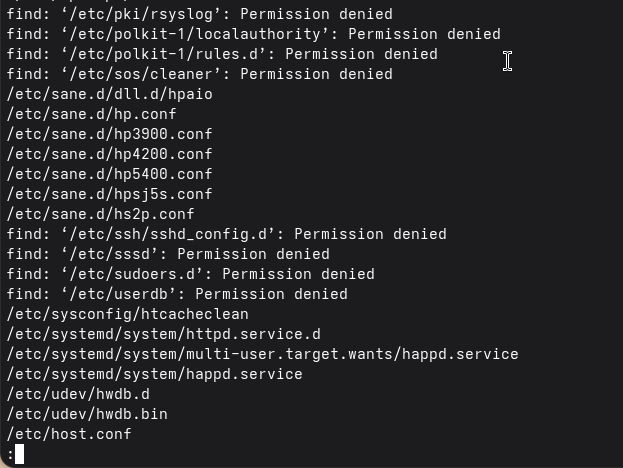 find: ‘/etc/pki/rsyslog’: Permission denied
find: ‘/etc/polkit-1/localauthority’: Permission denied
find: ‘/etc/polkit-1/rules.d’: Permission denied
find: ‘/etc/sos/cleaner’: Permission denied
/etc/sane.d/dll.d/hpaio
/etc/sane.d/hp.conf
/etc/sane.d/hp3900.conf
/etc/sane.d/hp4200.conf
/etc/sane.d/hp5400.conf
/etc/sane.d/hpsj5s.conf
/etc/sane.d/hs2p.conf
find: ‘/etc/ssh/sshd_config.d’: Permission denied
find: ‘/etc/sssd’: Permission denied
find: ‘/etc/sudoers.d’: Permission denied
find: ‘/etc/userdb’: Permission denied
/etc/sysconfig/htcacheclean
/etc/systemd/system/httpd.service.d
/etc/systemd/system/multi-user.target.wants/happd.service
/etc/systemd/system/happd.service
/etc/udev/hwdb.d
/etc/udev/hwdb.bin
/etc/host.conf
: